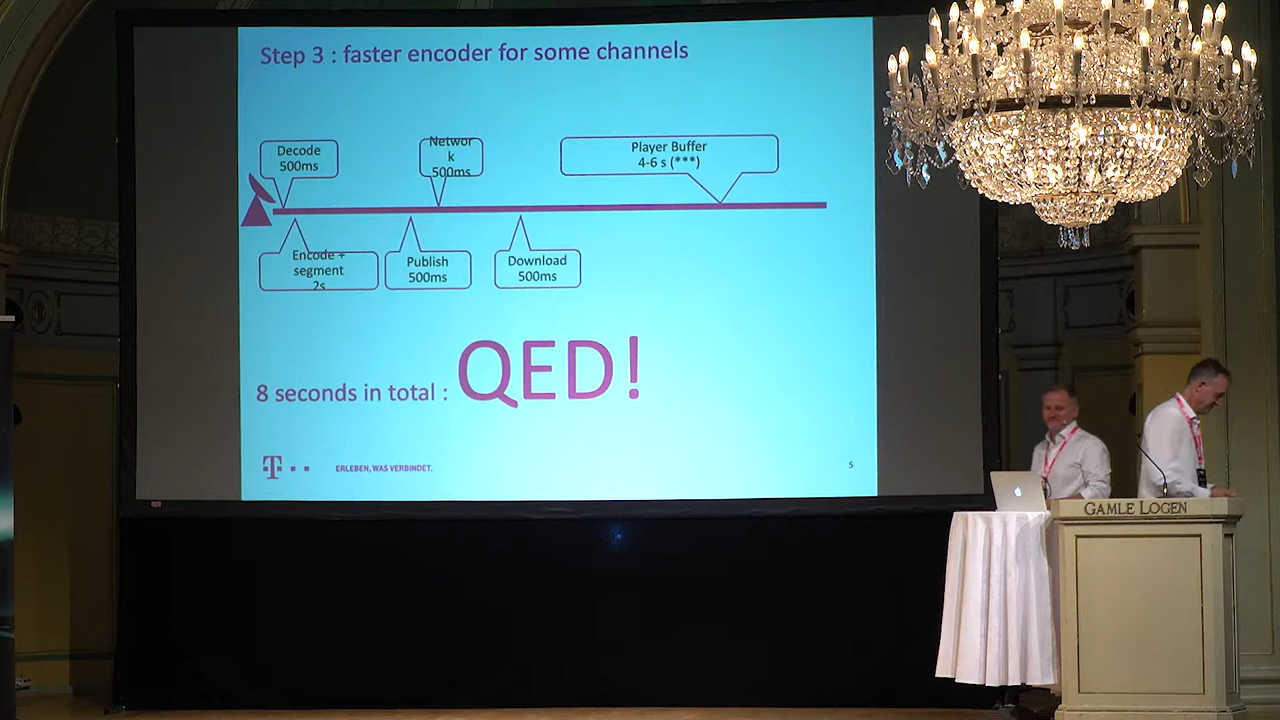 Step 3 : faster encoder for some channels
Decode
500ms
Networ
k
500ms
Player Buffer
4-6 s (***)
Encode +
segment
2s
Publish
500ms
Download
500ms
8 seconds in total : QED!
T
ERLEBEN, WAS VERBINDET.
5
GAMLE LOGEN